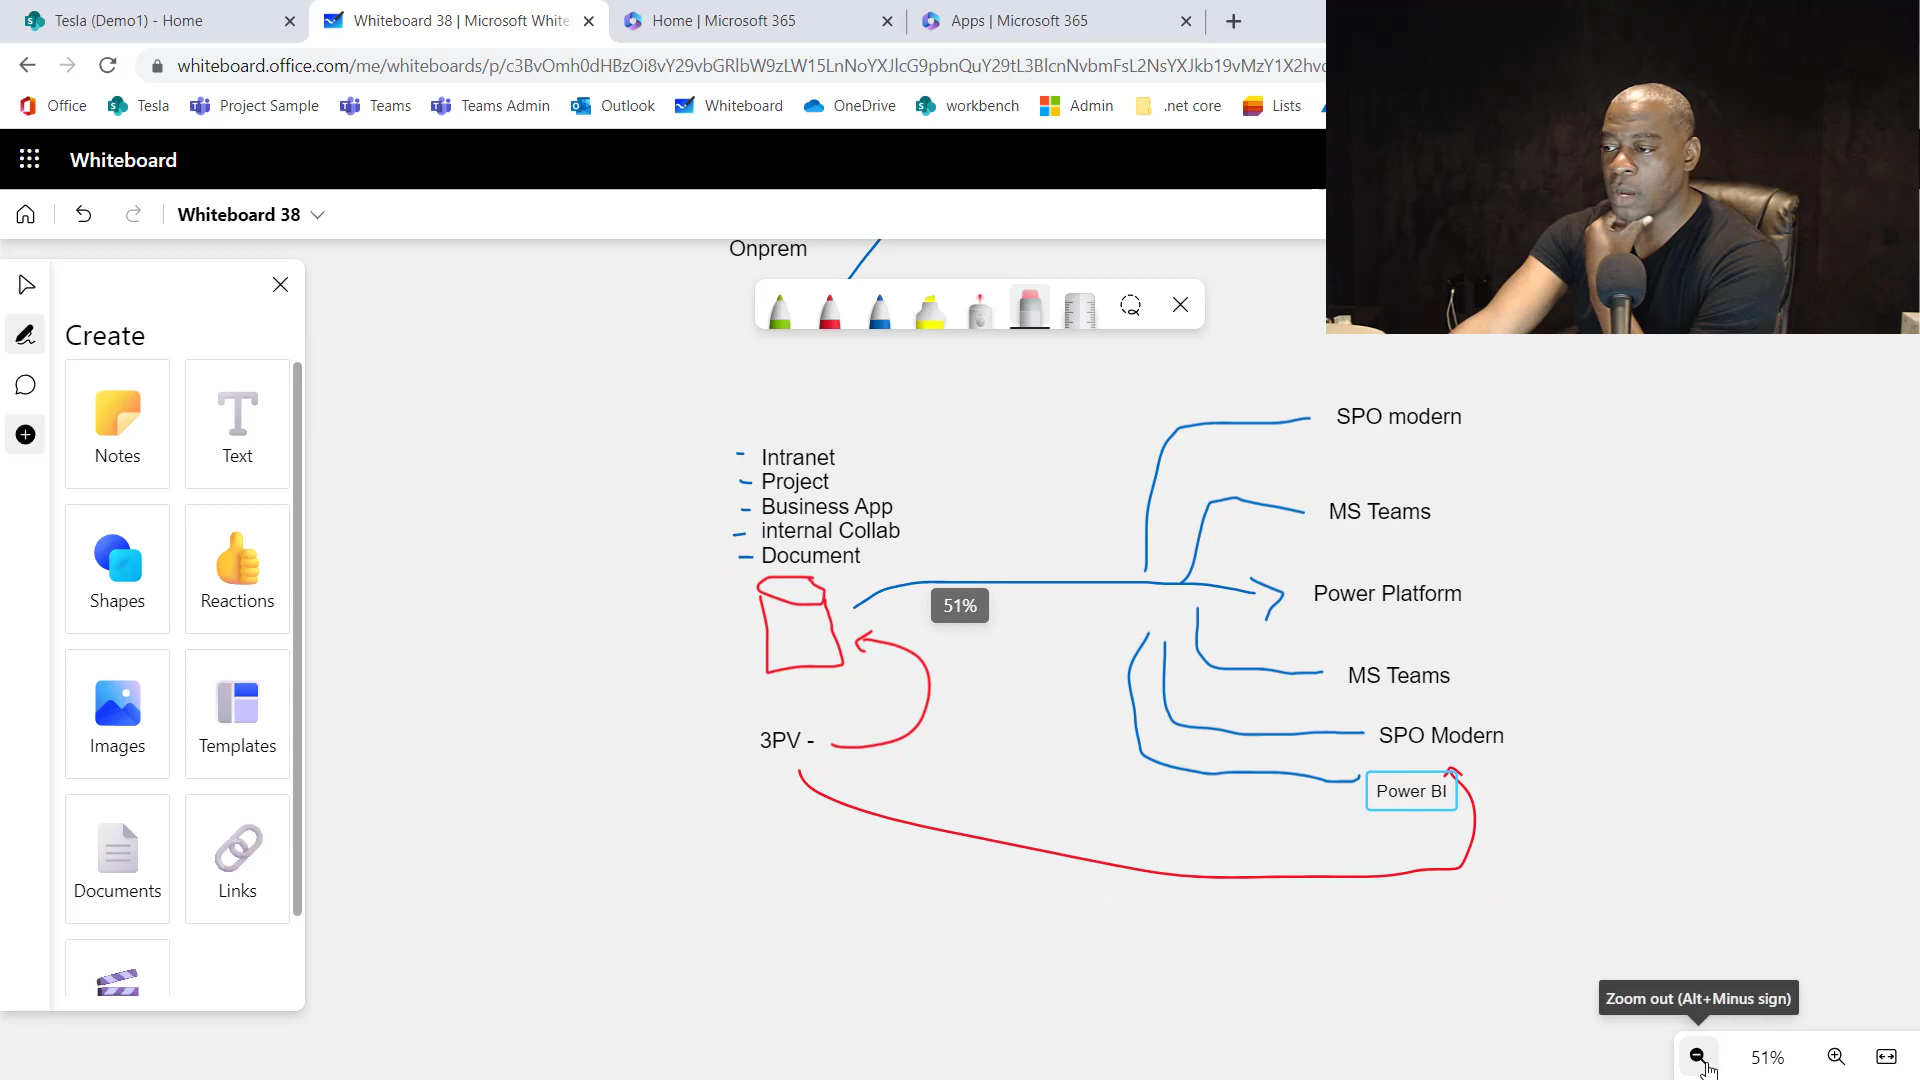 Tesla (Demo1) - Home
Whiteboard 38 | Microsoft White
Home | Microsoft 365
Apps | Microsoft 365
whiteboard.office.com/me/whiteboards/p/
Office
Tesla
Project Sample
Teams
Teams Admin
Outlook
Whiteboard
OneDrive
workbench
Admin
.net core
Lists
Whiteboard
Whiteboard 38
Onprem
Create
Notes
Text
Shapes
Reactions
Images
Templates
Documents
Links
Intranet
Project
Business App
internal Collab
Document
51%
3PV -
SPO modern
MS Teams
Power Platform
MS Teams
SPO Modern
Power BI
Zoom out (Alt+Minus sign)
51%